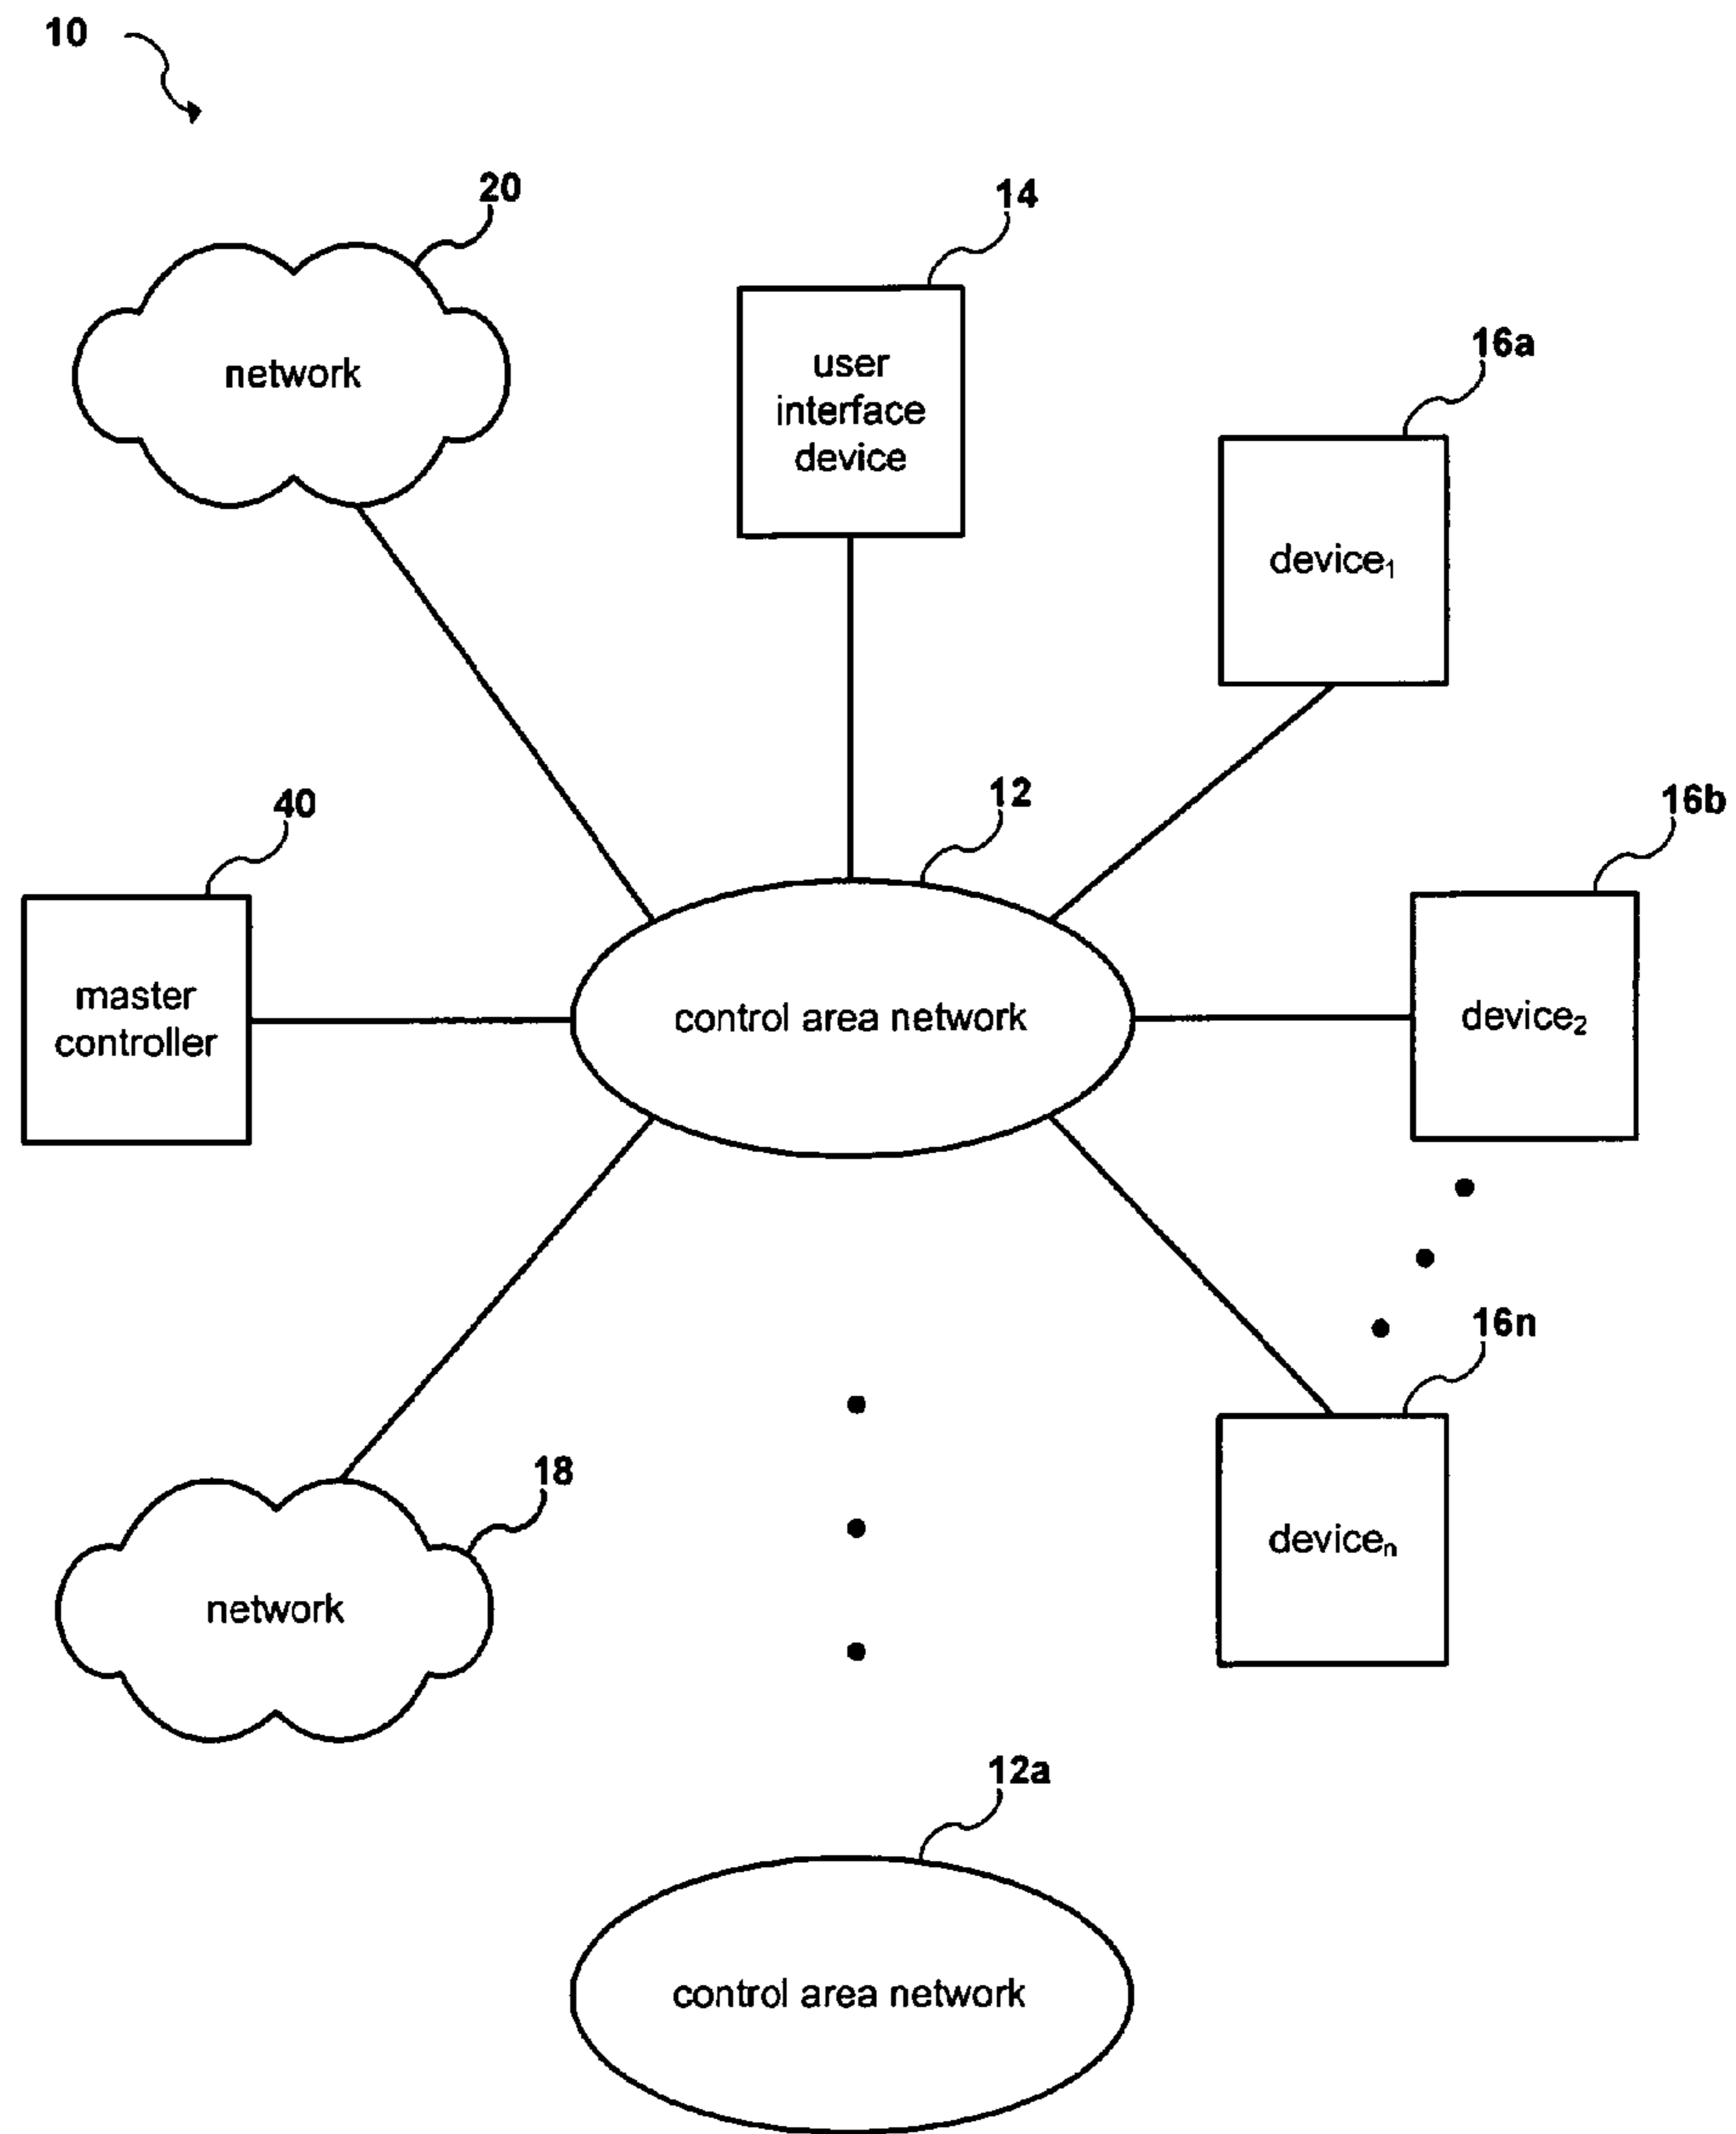 10
20
network
14
user
interface
device
16a
device₁
40
master
controller
12
control area network
16b
device₂
18
network
16n
deviceₙ
12a
control area network